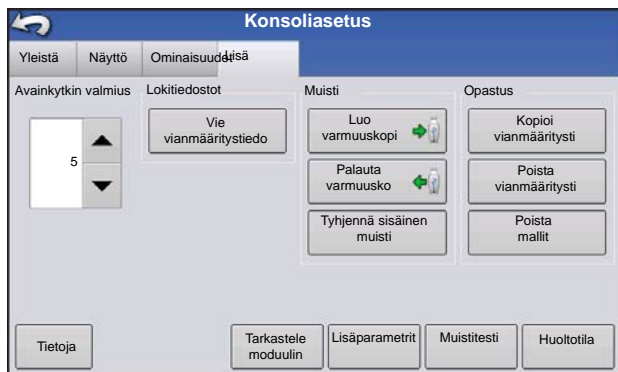 Konsoliasetus
Yleistä
Näyttö
Ominaisuudet
Lisä
Avainkytkin valmius
Lokitiedostot
Muisti
Opastus
5
Vie
vianmääritystiedo
Luo
varmuuskopi
Palauta
varmuusko
Tyhjennä sisäinen
muisti
Kopioi
vianmääritysti
Poista
vianmääritysti
Poista
mallit
Tietoja
Tarkastele
moduulin
Lisäparametrit
Muistitesti
Huoltotila